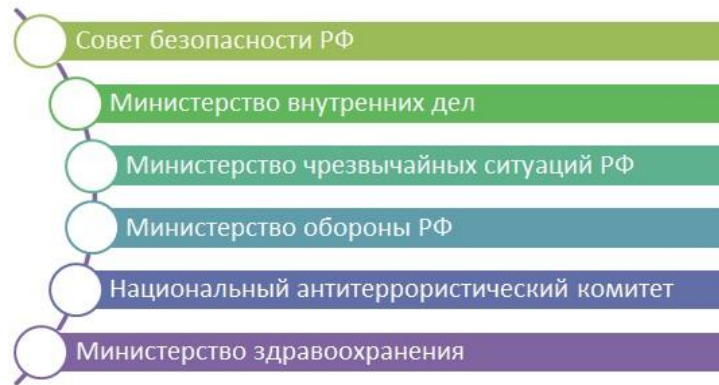 Совет безопасности РФ
Министерство внутренних дел
Министерство чрезвычайных ситуаций РФ
Министерство обороны РФ
Национальный антитеррористический комитет
Министерство здравоохранения